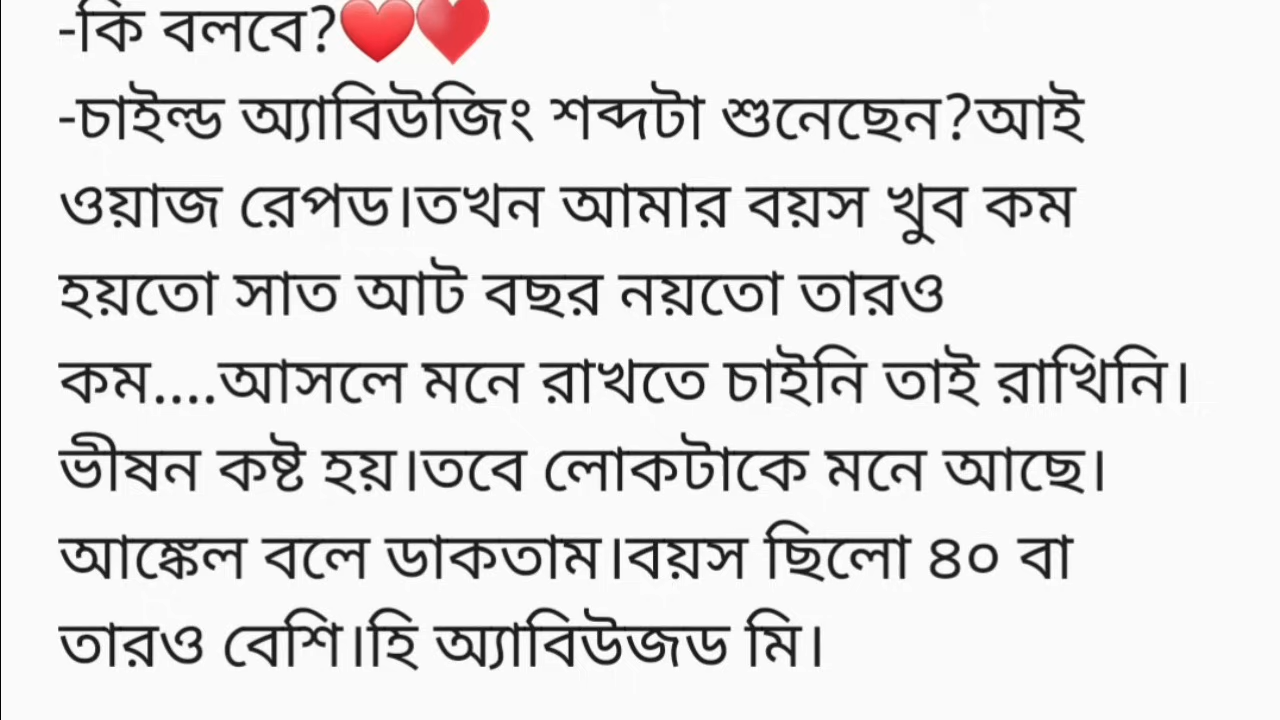 -কি বলবে?❤️♥️
-চাইল্ড অ্যাবিউজিং শব্দটা শুনেছেন?আই
ওয়াজ রেপড।তখন আমার বয়স খুব কম
হয়তো সাত আট বছর নয়তো তারও
কম....আসলে মনে রাখতে চাইনি তাই রাখিনি।
ভীষন কষ্ট হয়।তবে লোকটাকে মনে আছে।
আঙ্কেল বলে ডাকতাম।বয়স ছিলো ৪০ বা
তারও বেশি।হি অ্যাবিউজড মি।